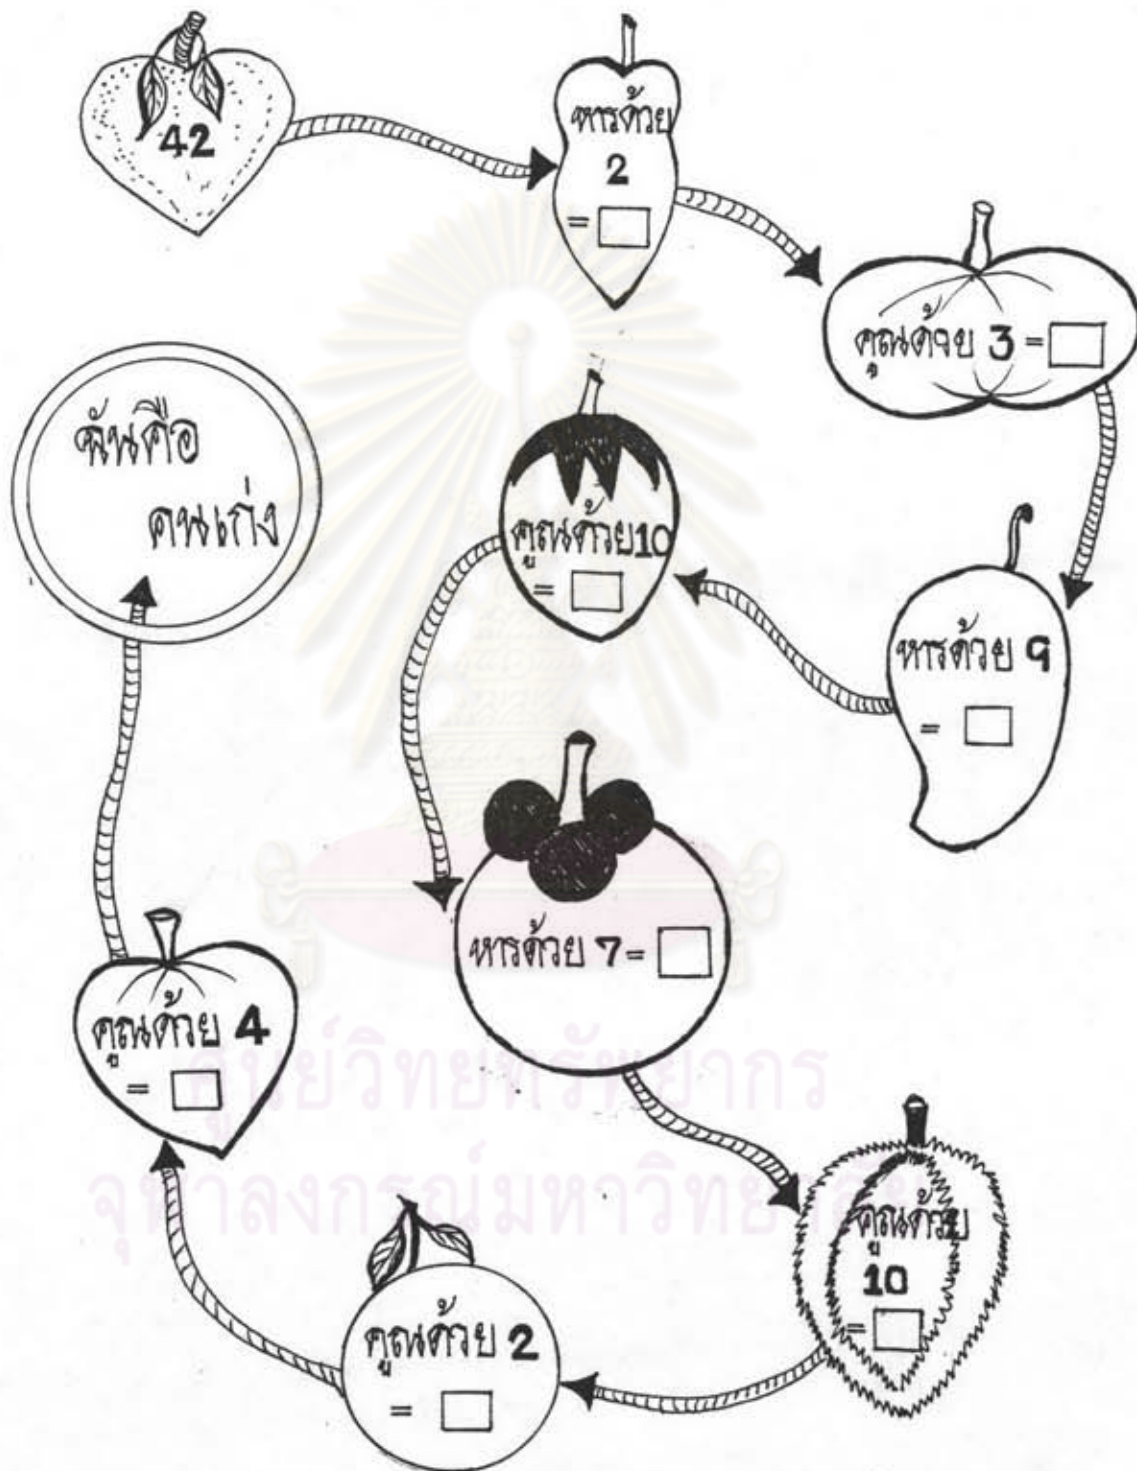 42
หารด้วย
2
=
คูณด้วย 3 =
หารด้วย 9
=
คูณด้วย 10
=
หารด้วย 7 =
คูณด้วย
10
=
คูณด้วย 2
=
คูณด้วย 4
=
ฉันคือ
คนเก่ง
ศูนย์วิทยทรัพยากร
จุฬาลงกรณ์มหาวิทยาลัย